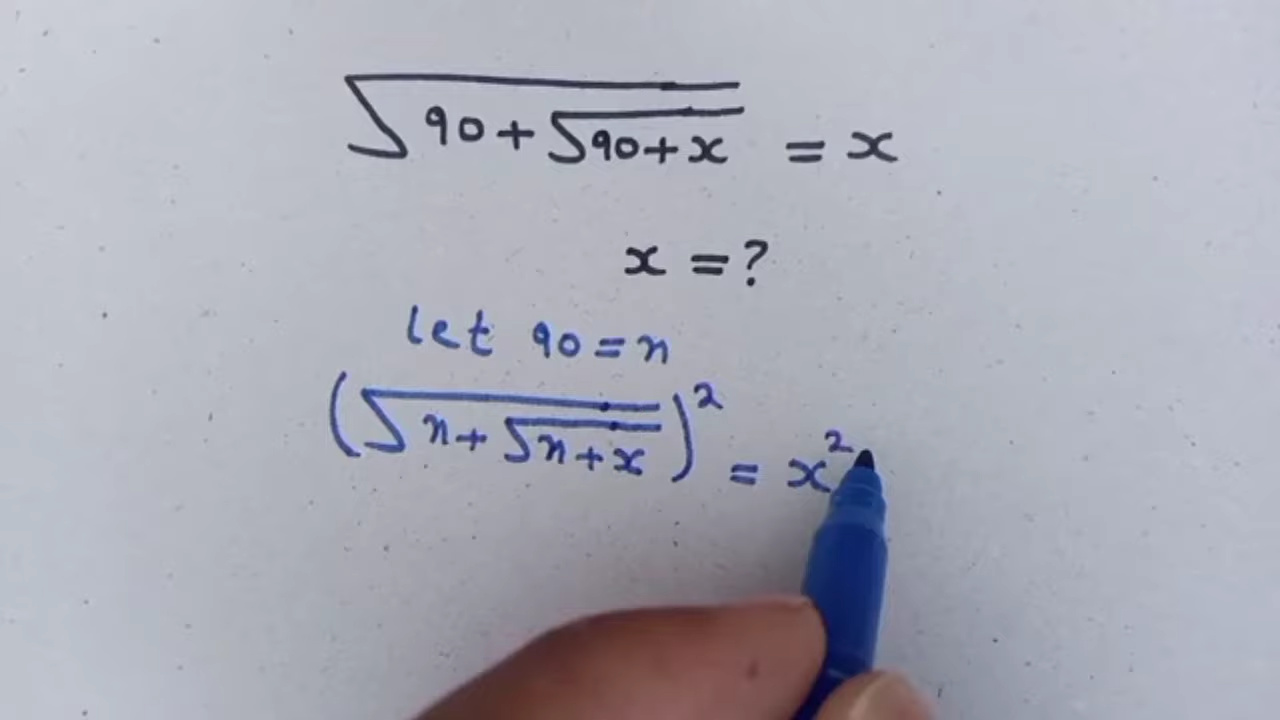 √(90+√(90+x)) = x
x = ?
let 90 = n
(√(n+√(n+x)))² = x²